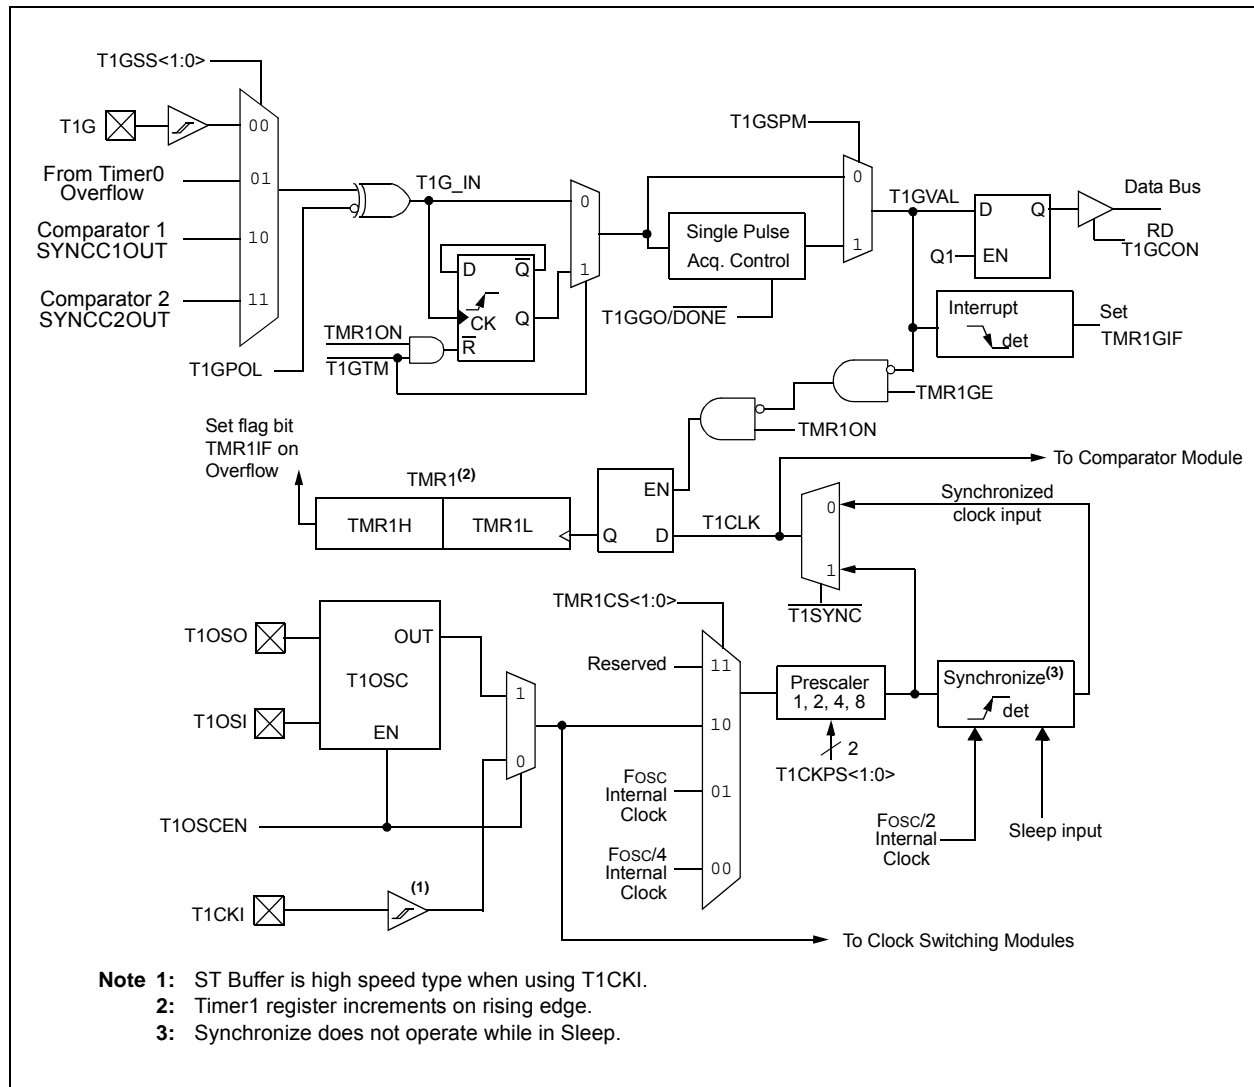 T1GSS<1:0>
T1G
00
From Timer0
Overflow
01
Comparator 1
SYNCC1OUT
10
Comparator 2
SYNCC2OUT
11
T1GPOL
T1G_IN
0
1
D
Q
CK
Q
R
TMR1ON
T1GTM
T1GSPM
0
1
Single Pulse
Acq. Control
T1GGO/DONE
T1GVAL
D
Q
Q1
EN
Data Bus
RD
T1GCON
Interrupt
det
Set
TMR1GIF
TMR1GE
TMR1ON
Set flag bit
TMR1IF on
Overflow
TMR1(2)
TMR1H
TMR1L
EN
Q
D
T1CLK
To Comparator Module
0
1
Synchronized
clock input
T1SYNC
TMR1CS<1:0>
T1OSO
T1OSI
OUT
T1OSC
EN
1
0
T1OSCEN
T1CKI
(1)
Reserved
11
10
FOSC
Internal
Clock
01
FOSC/4
Internal
Clock
00
Prescaler
1, 2, 4, 8
2
T1CKPS<1:0>
Synchronize(3)
det
FOSC/2
Internal
Clock
Sleep input
To Clock Switching Modules
Note 1: ST Buffer is high speed type when using T1CKI.
2: Timer1 register increments on rising edge.
3: Synchronize does not operate while in Sleep.